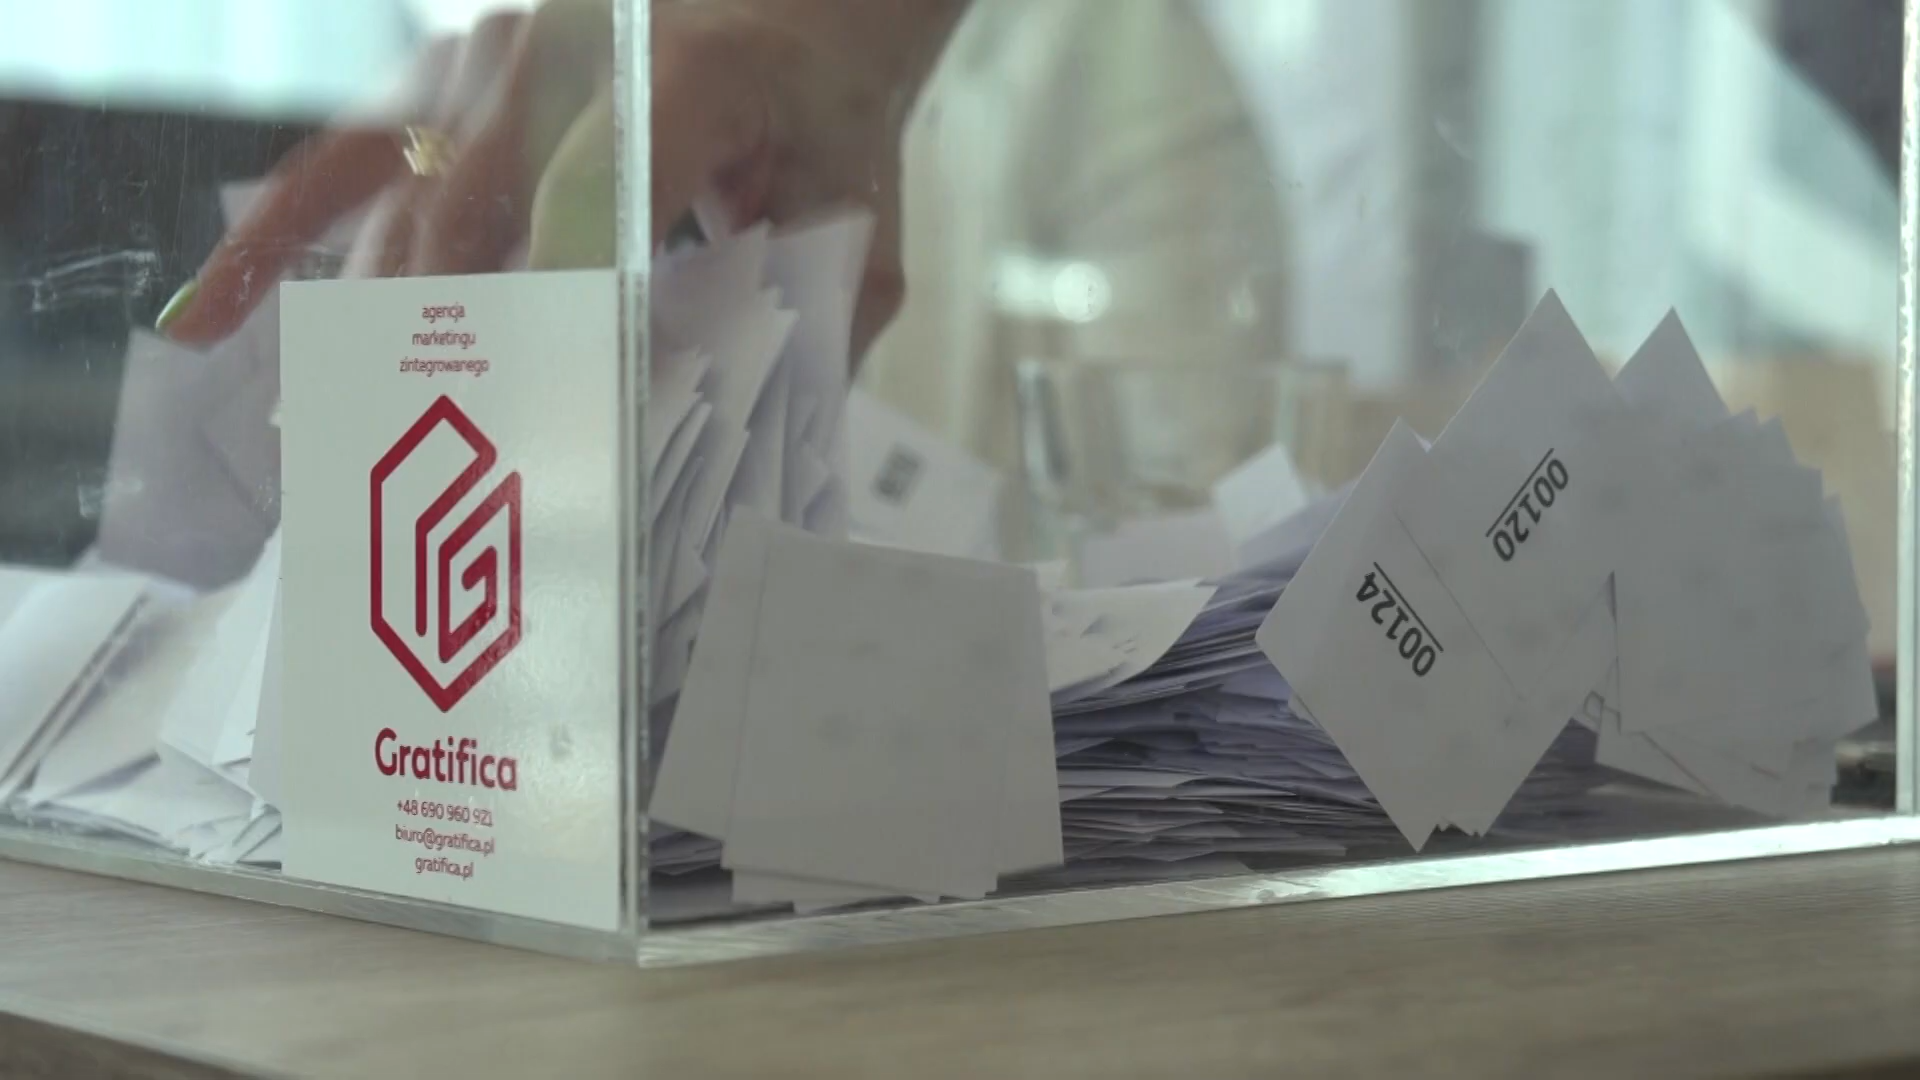 agencja
marketingu
zintegrowanego
G
Gratifica
+48 690 960 921
biuro@gratifica.pl
gratifica.pl
00124
00120